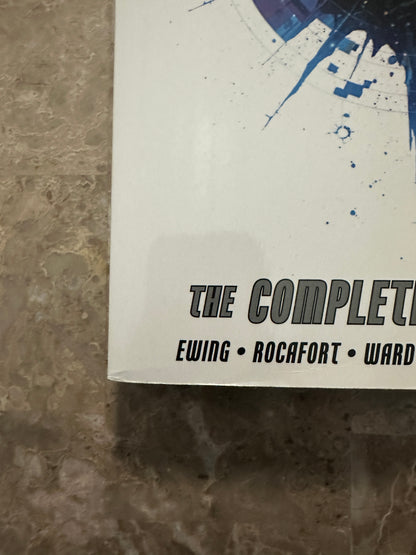 THE COMPLETE
EWING • ROCAFORT • WARD